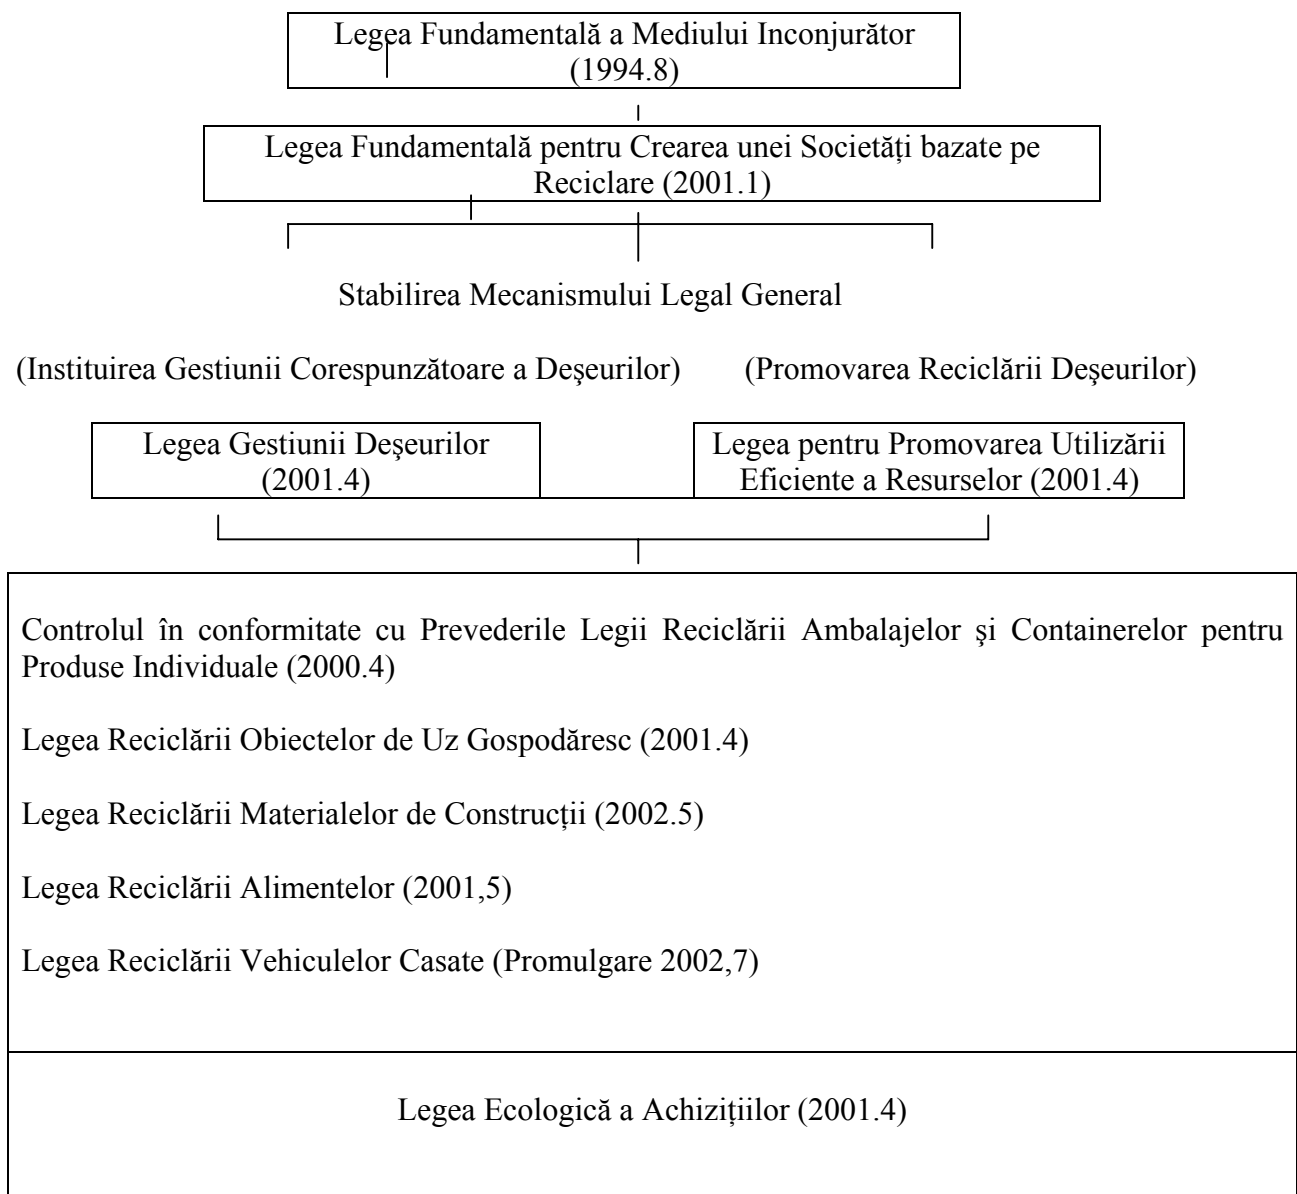 Legea Fundamentală a Mediului Inconjurător
(1994.8)
Legea Fundamentală pentru Crearea unei Societăți bazate pe
Reciclare (2001.1)
Stabilirea Mecanismului Legal General
(Instituirea Gestiunii Corespunzătoare a Deşeurilor) (Promovarea Reciclării Deşeurilor)
Legea Gestiunii Deşeurilor
(2001.4)
Legea pentru Promovarea Utilizării
Eficiente a Resurselor (2001.4)
Controlul în conformitate cu Prevederile Legii Reciclării Ambalajelor şi Containerelor pentru
Produse Individuale (2000.4)
Legea Reciclării Obiectelor de Uz Gospodăresc (2001.4)
Legea Reciclării Materialelor de Construcții (2002.5)
Legea Reciclării Alimentelor (2001,5)
Legea Reciclării Vehiculelor Casate (Promulgare 2002,7)
Legea Ecologică a Achizițiilor (2001.4)